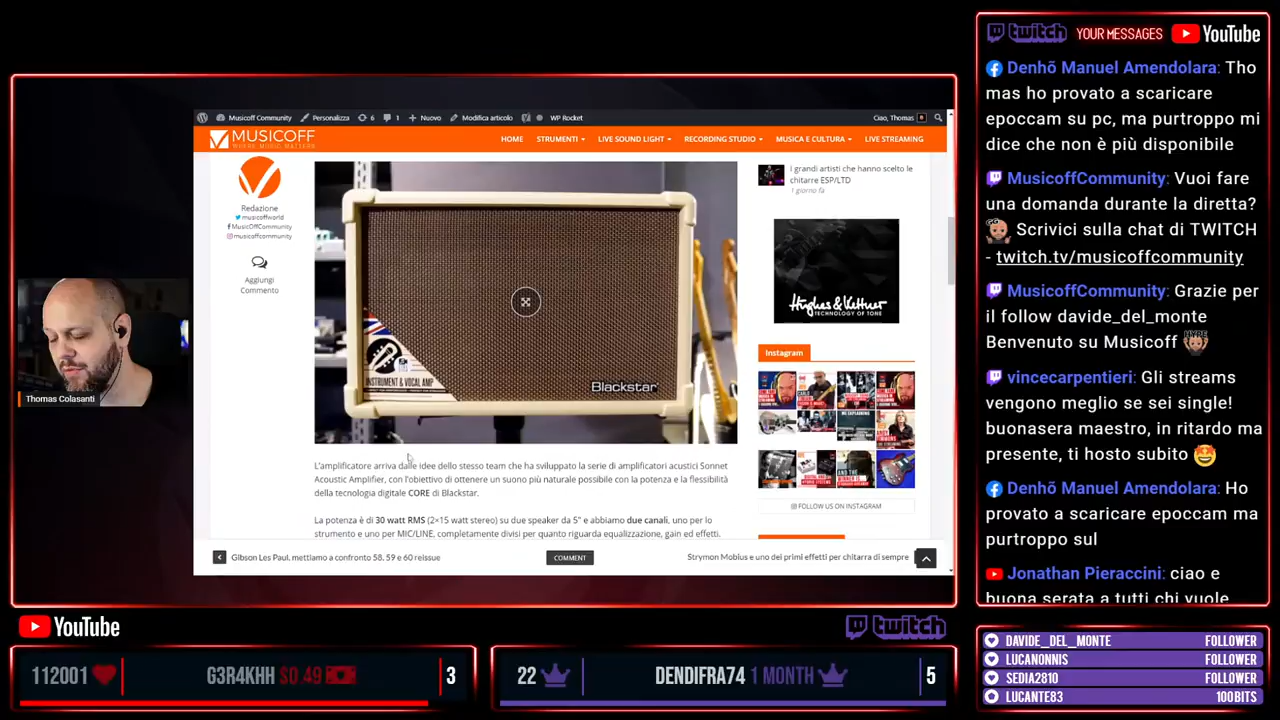 Musicoff Community
Personalizza
6
1
Nuovo
Modifica articolo
WP Rocket
Ciao, Thomas
MUSICOFF
WHERE MUSIC MATTERS
HOME
STRUMENTI
LIVE SOUND LIGHT
RECORDING STUDIO
MUSICA E CULTURA
LIVE STREAMING
Redazione
musicoffworld
MusicOffCommunity
musicoffcommunity
Aggiungi
Commento
INSTRUMENT & VOCAL AMP
Blackstar
I grandi artisti che hanno scelto le
chitarre ESP/LTD
1 giorno fa
Hughes & Kettner
TECHNOLOGY OF TONE
Instagram
FOLLOW US ON INSTAGRAM
L'amplificatore arriva dalle idee dello stesso team che ha sviluppato la serie di amplificatori acustici Sonnet
Acoustic Amplifier, con l'obiettivo di ottenere un suono più naturale possibile con la potenza e la flessibilità
della tecnologia digitale CORE di Blackstar.
La potenza è di 30 watt RMS (2×15 watt stereo) su due speaker da 5" e abbiamo due canali, uno per lo
strumento e uno per MIC/LINE, completamente divisi per quanto riguarda equalizzazione, gain ed effetti.
Gibson Les Paul, mettiamo a confronto 58, 59 e 60 reissue
COMMENT
Strymon Mobius e uno dei primi effetti per chitarra di sempre
Thomas Colasanti
YouTube
twitch
112001
G3R4KHH $0.49
3
22
DENDIFRA74 1 MONTH
5
twitch YOUR MESSAGES YouTube
Denhõ Manuel Amendolara: Tho
mas ho provato a scaricare
epoccam su pc, ma purtroppo mi
dice che non è più disponibile
MusicoffCommunity: Vuoi fare
una domanda durante la diretta?
Scrivici sulla chat di TWITCH
- twitch.tv/musicoffcommunity
MusicoffCommunity: Grazie per
il follow davide_del_monte
Benvenuto su Musicoff
HYPE
vincecarpentieri: Gli streams
vengono meglio se sei single!
buonasera maestro, in ritardo ma
presente, ti hosto subito
Denhõ Manuel Amendolara: Ho
provato a scaricare epoccam ma
purtroppo sul
Jonathan Pieraccini: ciao e
buona serata a tutti chi vuole
DAVIDE_DEL_MONTE FOLLOWER
LUCANONNIS FOLLOWER
SEDIA2810 FOLLOWER
LUCANTE83 100BITS